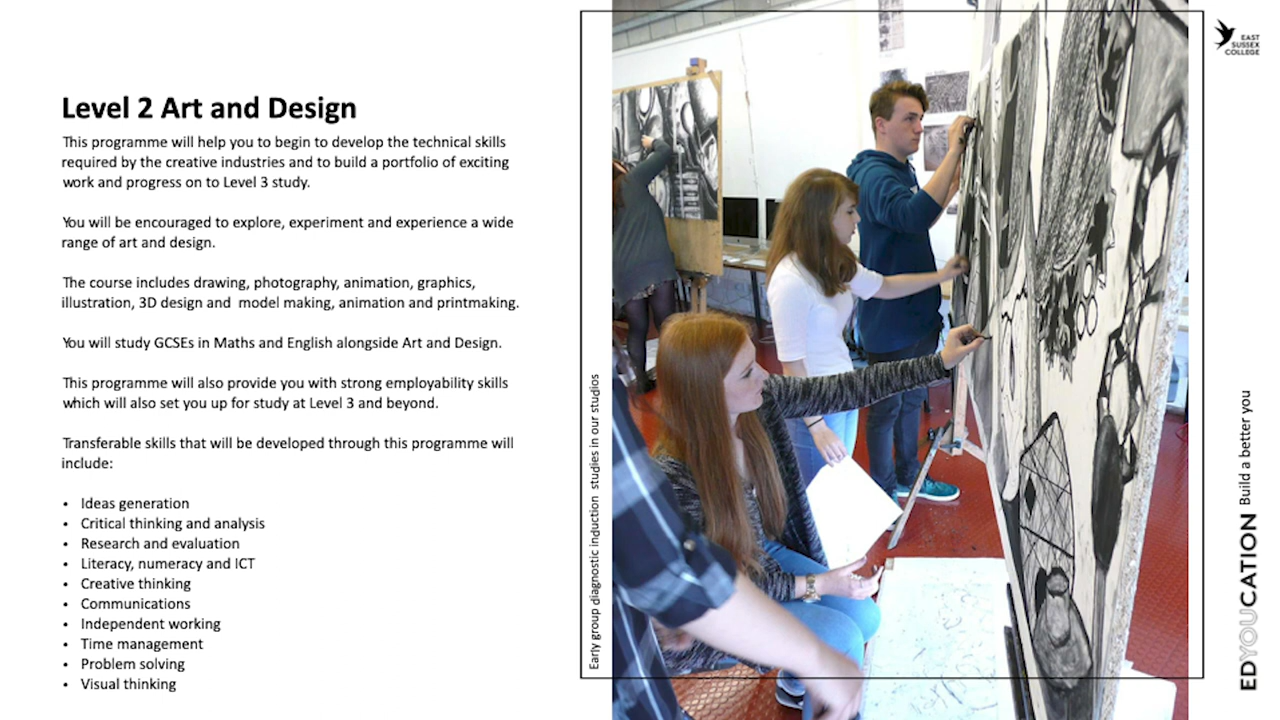 Level 2 Art and Design
This programme will help you to begin to develop the technical skills
required by the creative industries and to build a portfolio of exciting
work and progress on to Level 3 study.
You will be encouraged to explore, experiment and experience a wide
range of art and design.
The course includes drawing, photography, animation, graphics,
illustration, 3D design and  model making, animation and printmaking.
You will study GCSEs in Maths and English alongside Art and Design.
This programme will also provide you with strong employability skills
which will also set you up for study at Level 3 and beyond.
Transferable skills that will be developed through this programme will
include:
• Ideas generation
• Critical thinking and analysis
• Research and evaluation
• Literacy, numeracy and ICT
• Creative thinking
• Communications
• Independent working
• Time management
• Problem solving
• Visual thinking
Early group diagnostic induction  studies in our studios
EAST
SUSSEX
COLLEGE
EDYOUCATION Build a better you